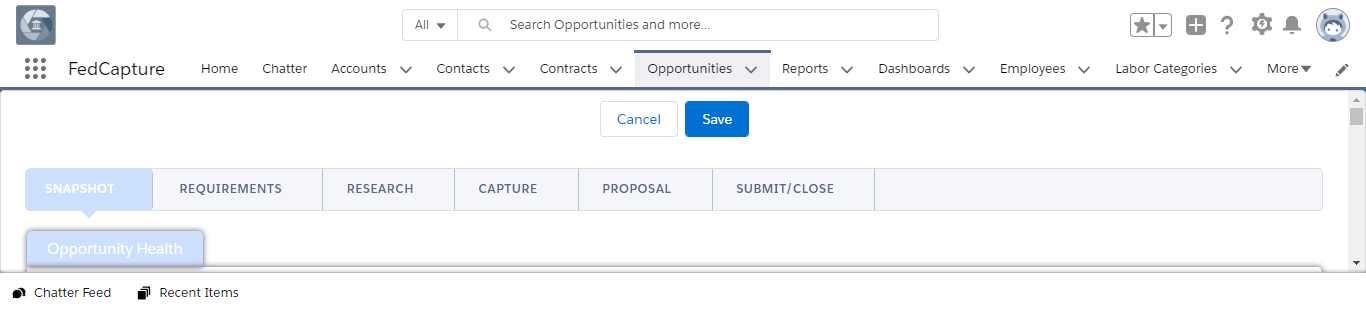 All Search Opportunities and more...
FedCapture Home Chatter Accounts Contacts Contracts Opportunities Reports Dashboards Employees Labor Categories More
Cancel Save
SNAPSHOT REQUIREMENTS RESEARCH CAPTURE PROPOSAL SUBMIT/CLOSE
Opportunity Health
Chatter Feed Recent Items